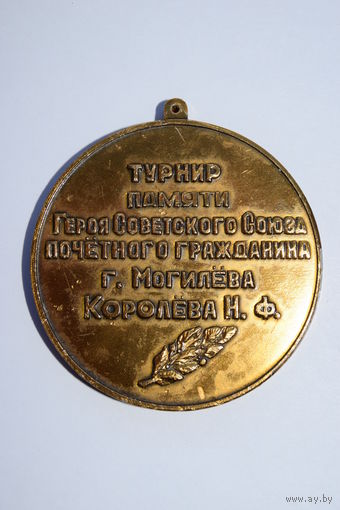 ТУРНИР
ПАМЯТИ
ГЕРОЯ СОВЕТСКОГО СОЮЗА
ПОЧЁТНОГО ГРАЖДАНИНА
г. МОГИЛЁВА
КОРОЛЁВА Н. Ф.
www.ay.by